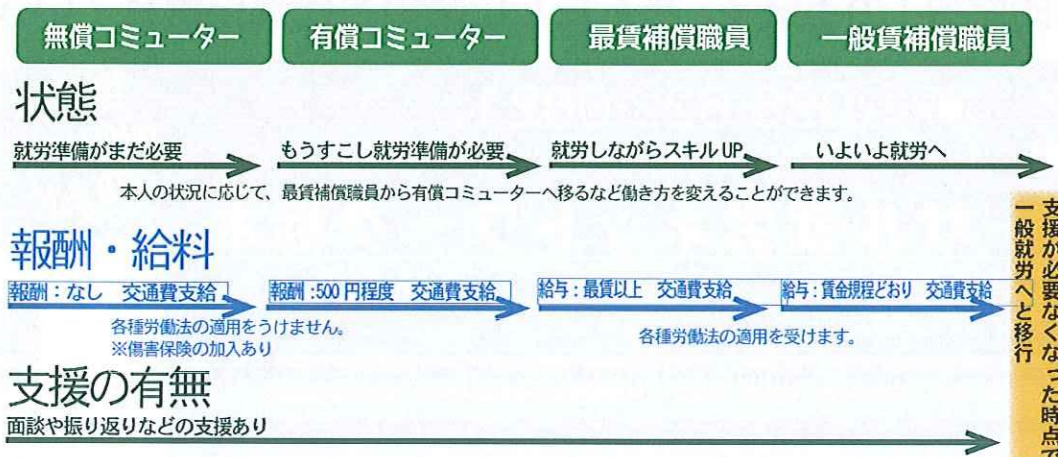 無償コミューター
有償コミューター
最賃補償職員
一般賃補償職員
状態
就労準備がまだ必要
もうすこし就労準備が必要
就労しながらスキルUP
いよいよ就労へ
本人の状況に応じて、最賃補償職員から有償コミューターへ移るなど働き方を変えることができます。
報酬・給料
報酬：なし　交通費支給
報酬：500円程度　交通費支給
給与：最賃以上　交通費支給
給与：賃金規程どおり　交通費支給
各種労働法の適用をうけません。
※傷害保険の加入あり
各種労働法の適用を受けます。
支援の有無
面談や振り返りなどの支援あり
支援が必要なくなった時点で
一般就労へと移行